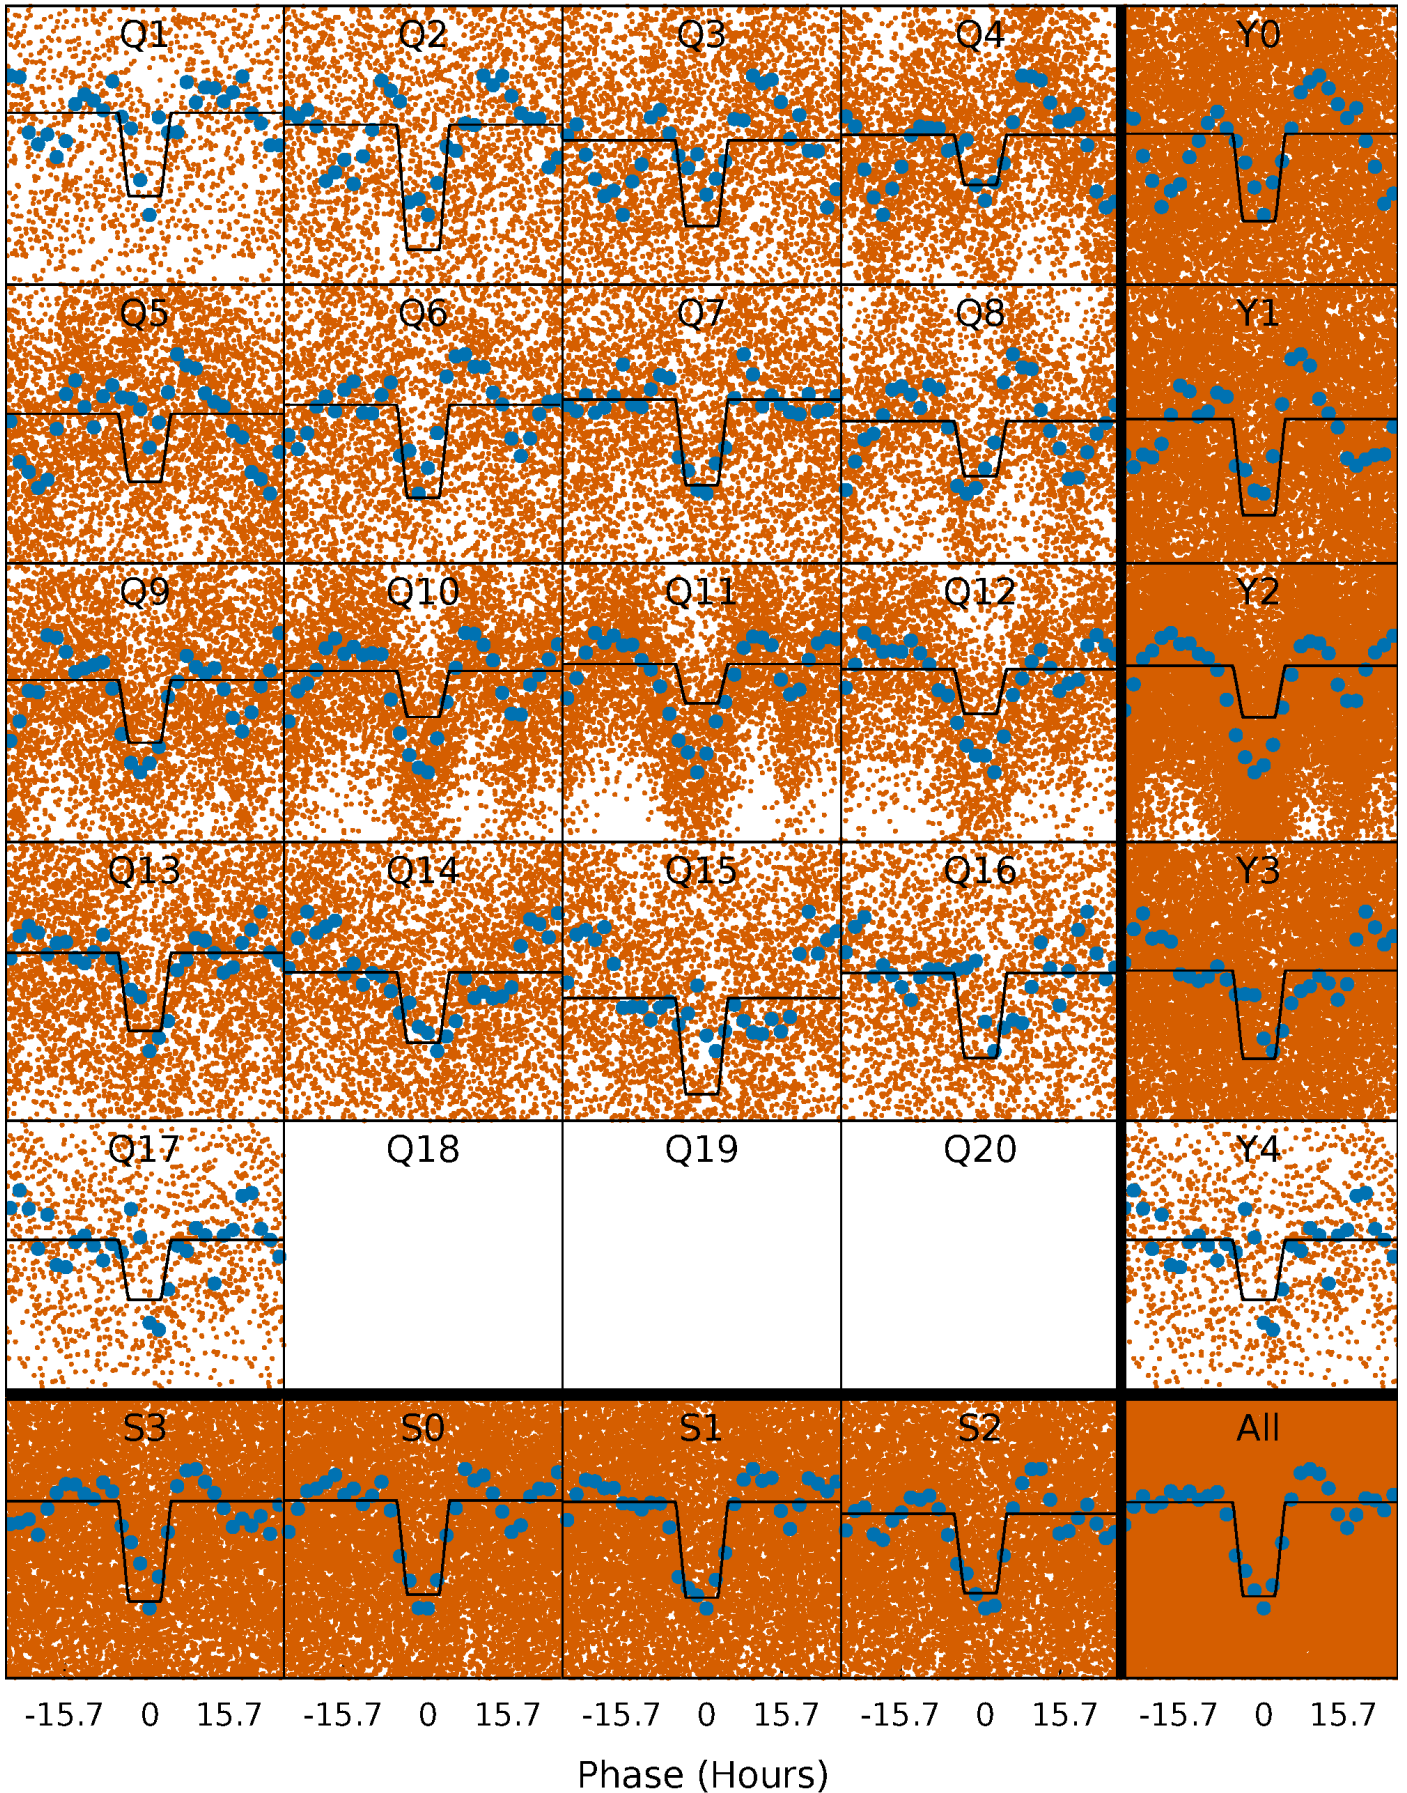 Q1 Q2 Q3 Q4 Y0
Q5 Q6 Q7 Q8 Y1
Q9 Q10 Q11 Q12 Y2
Q13 Q14 Q15 Q16 Y3
Q17 Q18 Q19 Q20 Y4
S3 S0 S1 S2 All
-15.7 0 15.7 -15.7 0 15.7 -15.7 0 15.7 -15.7 0 15.7 -15.7 0 15.7
Phase (Hours)